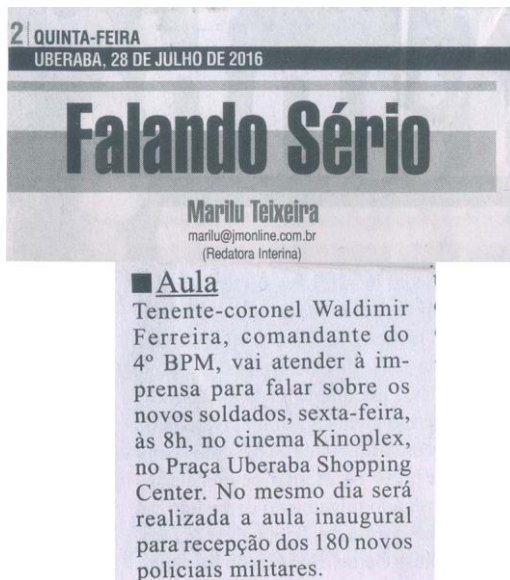 2 QUINTA-FEIRA
UBERABA, 28 DE JULHO DE 2016
Falando Sério
Marilu Teixeira
marilu@jmonline.com.br
(Redatora Interina)
■ Aula
Tenente-coronel Waldimir
Ferreira, comandante do
4º BPM, vai atender à im-
prensa para falar sobre os
novos soldados, sexta-feira,
às 8h, no cinema Kinoplex,
no Praça Uberaba Shopping
Center. No mesmo dia será
realizada a aula inaugural
para recepção dos 180 novos
policiais militares.